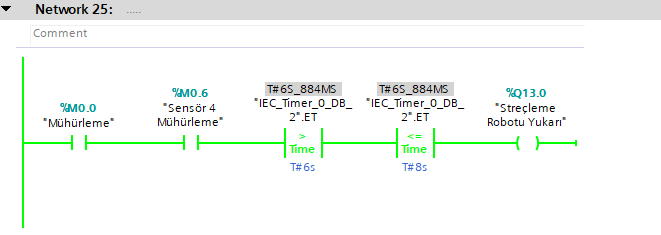 Network 25: .....
Comment
T#6S_884MS T#6S_884MS
%M0.0 %M0.6 "IEC_Timer_0_DB_ "IEC_Timer_0_DB_ %Q13.0
"Sensör 4 2".ET 2".ET "Streçleme
"Mühürleme" Mühürleme" Robotu Yukarı"
> <=
Time Time
T#6s T#8s